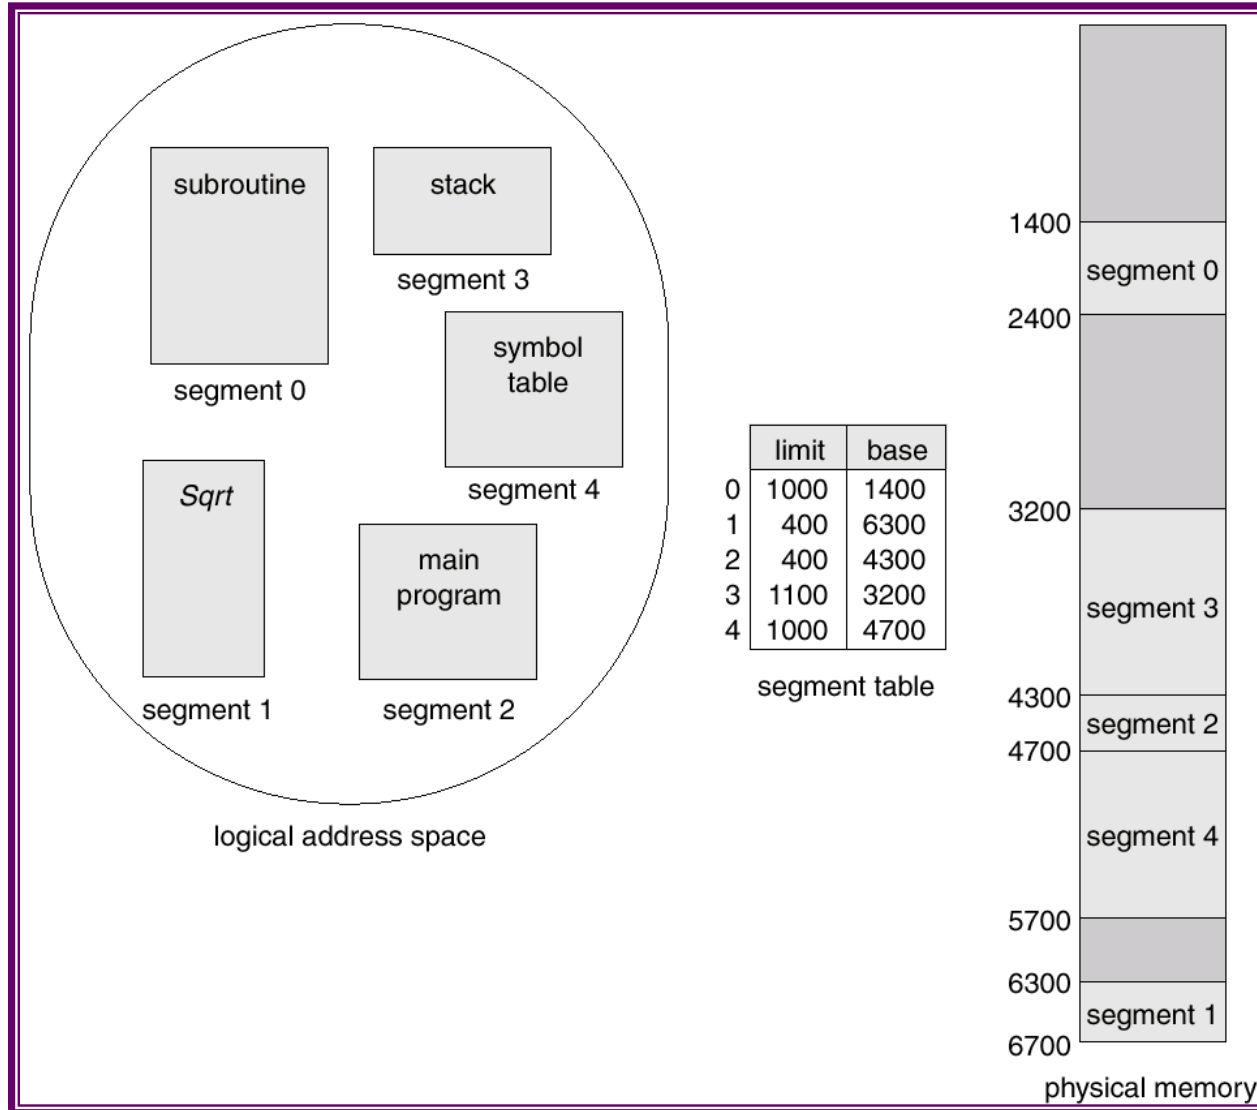 subroutine
segment 0
stack
segment 3
symbol
table
segment 4
Sqrt
segment 1
main
program
segment 2
logical address space
limit base
0 1000 1400
1 400 6300
2 400 4300
3 1100 3200
4 1000 4700
segment table
1400
segment 0
2400
3200
segment 3
4300
segment 2
4700
segment 4
5700
6300
segment 1
6700
physical memory